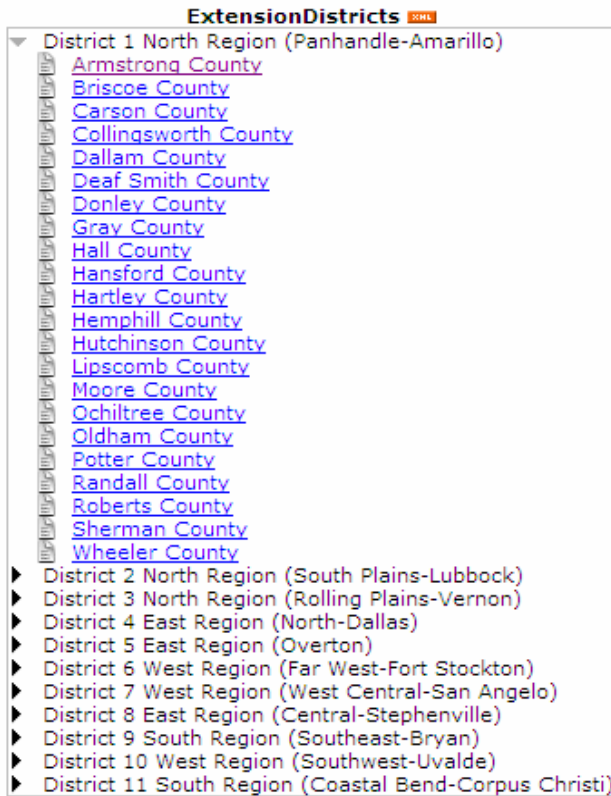 ExtensionDistricts XML
District 1 North Region (Panhandle-Amarillo)
Armstrong County
Briscoe County
Carson County
Collingsworth County
Dallam County
Deaf Smith County
Donley County
Gray County
Hall County
Hansford County
Hartley County
Hemphill County
Hutchinson County
Lipscomb County
Moore County
Ochiltree County
Oldham County
Potter County
Randall County
Roberts County
Sherman County
Wheeler County
District 2 North Region (South Plains-Lubbock)
District 3 North Region (Rolling Plains-Vernon)
District 4 East Region (North-Dallas)
District 5 East Region (Overton)
District 6 West Region (Far West-Fort Stockton)
District 7 West Region (West Central-San Angelo)
District 8 East Region (Central-Stephenville)
District 9 South Region (Southeast-Bryan)
District 10 West Region (Southwest-Uvalde)
District 11 South Region (Coastal Bend-Corpus Christi)